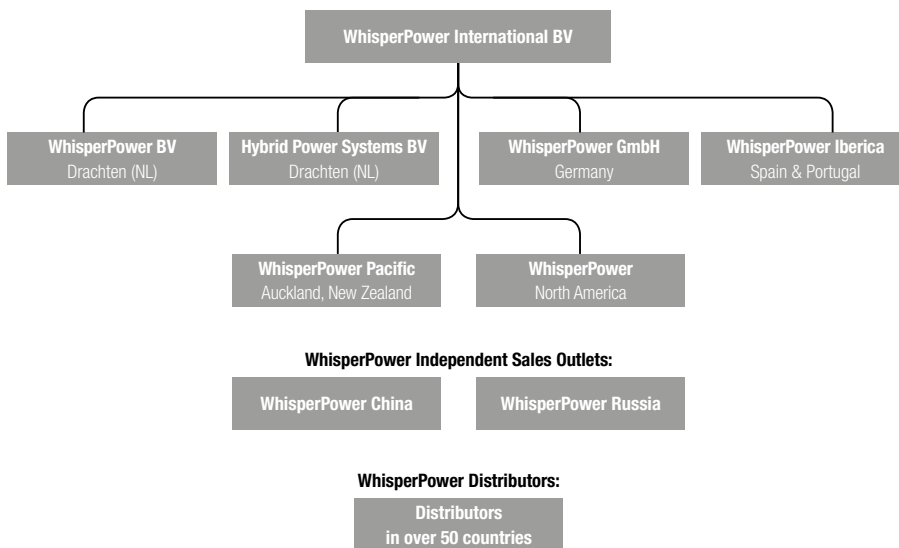 WhisperPower International BV
WhisperPower BV
Drachten (NL)
Hybrid Power Systems BV
Drachten (NL)
WhisperPower GmbH
Germany
WhisperPower Iberica
Spain & Portugal
WhisperPower Pacific
Auckland, New Zealand
WhisperPower
North America
WhisperPower Independent Sales Outlets:
WhisperPower China
WhisperPower Russia
WhisperPower Distributors:
Distributors
in over 50 countries